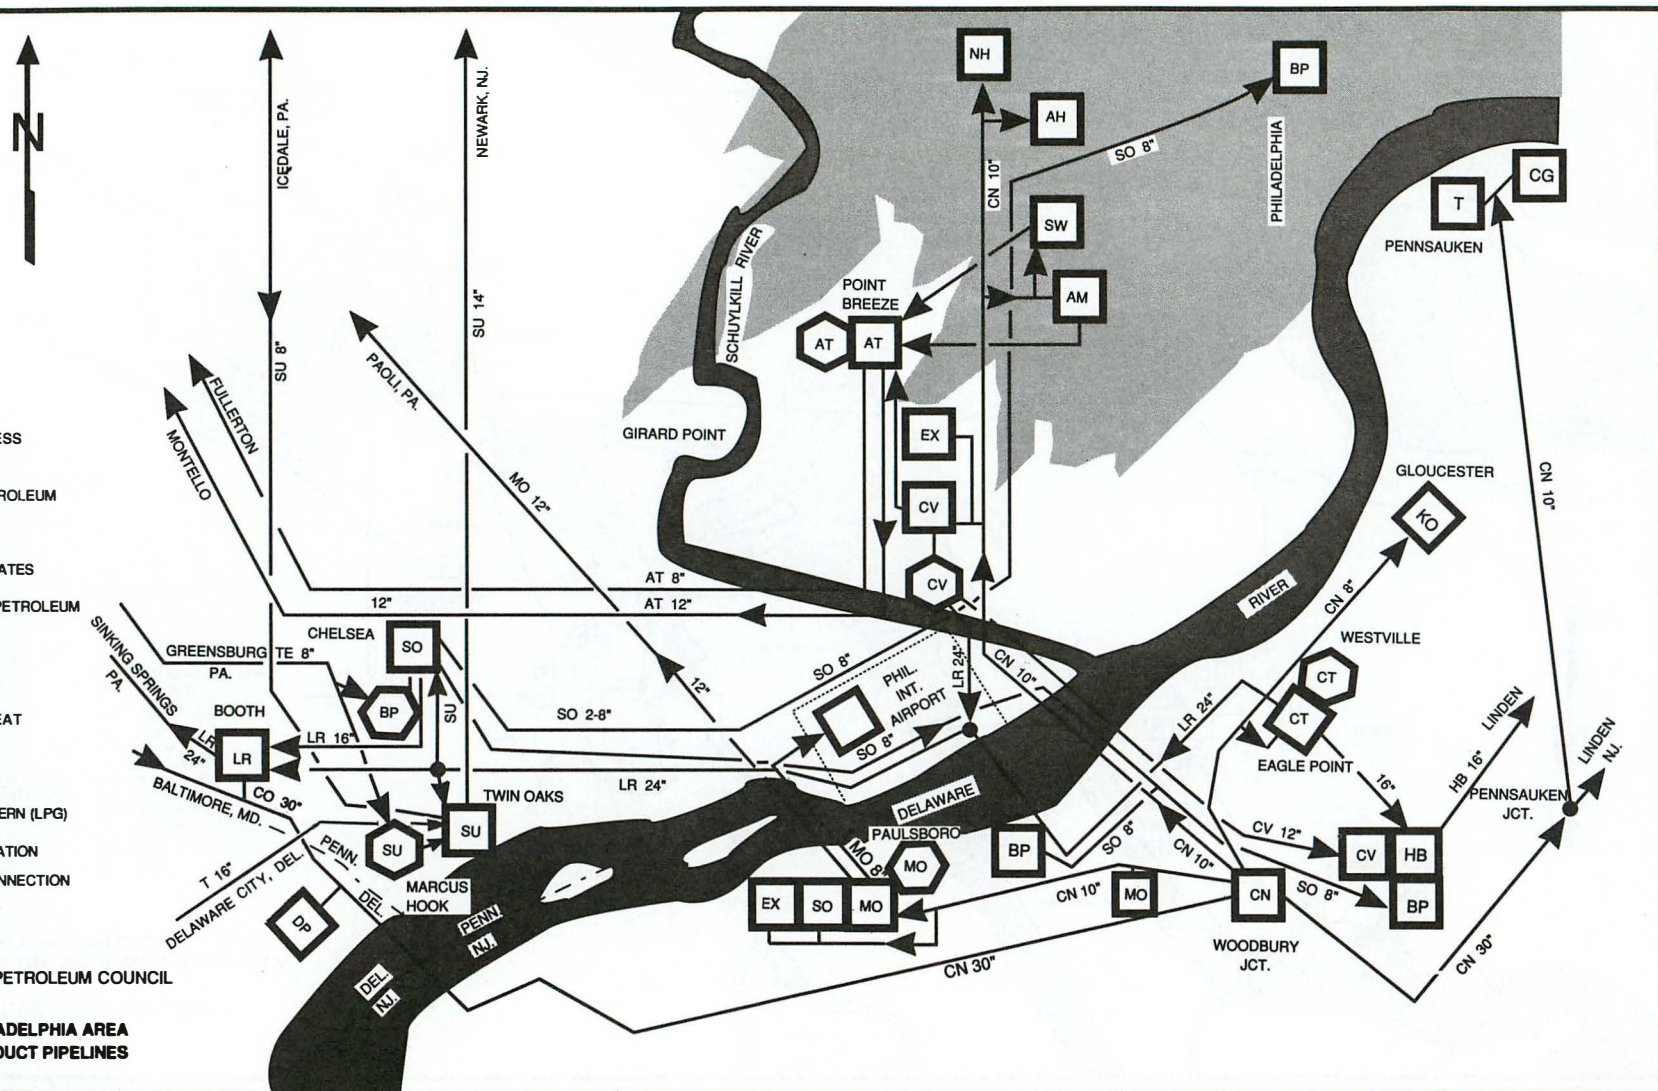 N
ICEDALE, PA.
NEWARK, NJ.
SU 8"
SU 14"
NH
AH
CN 10"
SO 8"
BP
PHILADELPHIA
SW
AM
T
CG
PENNSAUKEN
SCHUYLKILL RIVER
POINT
BREEZE
AT
AT
PAOLI, PA.
FULLERTON
MONTELLO
GIRARD POINT
EX
CV
CV
MO 12"
GLOUCESTER
KO
CN 10"
ESS
ROLEUM
ATES
PETROLEUM
EAT
ERN (LPG)
ATION
NNECTION
PETROLEUM COUNCIL
ADELPHIA AREA
DUCT PIPELINES
AT 8"
12"
AT 12"
CHELSEA
SO
GREENSBURG TE 8"
PA.
SINKING SPRINGS
PA.
BP
BOOTH
LR
LR
24"
LR 16"
SU
SO 2-8"
SO 8"
12"
PHIL.
INT.
AIRPORT
SO 8"
LR 24"
CN 10"
LR 24"
RIVER
CN 8"
WESTVILLE
CT
CT
EAGLE POINT
16"
LINDEN
HB 16"
LINDEN
NJ.
PENNSAUKEN
JCT.
CO 30"
BALTIMORE, MD.
LR 24"
TWIN OAKS
SU
SU
T 16"
DELAWARE CITY, DEL.
PENN.
DEL.
DP
MARCUS
HOOK
PENN.
NJ.
DEL.
NJ.
DELAWARE
PAULSBORO
MO 8"
MO
BP
SO 8"
CN 10"
EX
SO
MO
CN 10"
MO
CN
WOODBURY
JCT.
CV 12"
CV
HB
SO 8"
BP
CN 30"
CN 30"